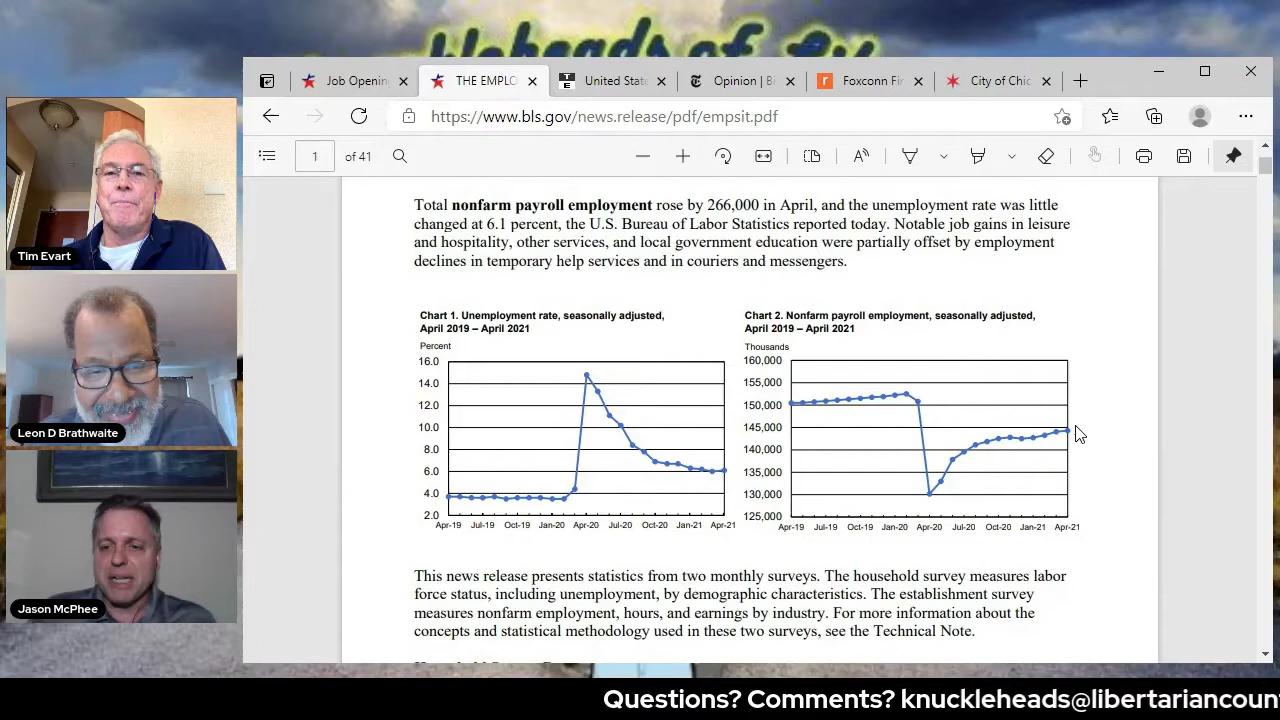 Job Openin
THE EMPLO
United State
Opinion | Bi
Foxconn Fir
City of Chic
https://www.bls.gov/news.release/pdf/empsit.pdf
1 of 41
Total nonfarm payroll employment rose by 266,000 in April, and the unemployment rate was little
changed at 6.1 percent, the U.S. Bureau of Labor Statistics reported today. Notable job gains in leisure
and hospitality, other services, and local government education were partially offset by employment
declines in temporary help services and in couriers and messengers.
Chart 1. Unemployment rate, seasonally adjusted,
April 2019 – April 2021
Percent
16.0
14.0
12.0
10.0
8.0
6.0
4.0
2.0
Apr-19 Jul-19 Oct-19 Jan-20 Apr-20 Jul-20 Oct-20 Jan-21 Apr-21
Chart 2. Nonfarm payroll employment, seasonally adjusted,
April 2019 – April 2021
Thousands
160,000
155,000
150,000
145,000
140,000
135,000
130,000
125,000
Apr-19 Jul-19 Oct-19 Jan-20 Apr-20 Jul-20 Oct-20 Jan-21 Apr-21
This news release presents statistics from two monthly surveys. The household survey measures labor
force status, including unemployment, by demographic characteristics. The establishment survey
measures nonfarm employment, hours, and earnings by industry. For more information about the
concepts and statistical methodology used in these two surveys, see the Technical Note.
Tim Evart
Leon D Brathwaite
Jason McPhee
Questions? Comments? knuckleheads@libertariancoun